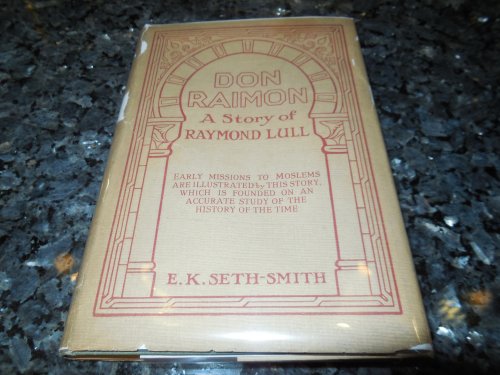 DON
RAIMON
A Story of
RAYMOND LULL
EARLY MISSIONS TO MOSLEMS
ARE ILLUSTRATED by THIS STORY,
WHICH IS FOUNDED ON AN
ACCURATE STUDY OF THE
HISTORY OF THE TIME
E. K. SETH-SMITH